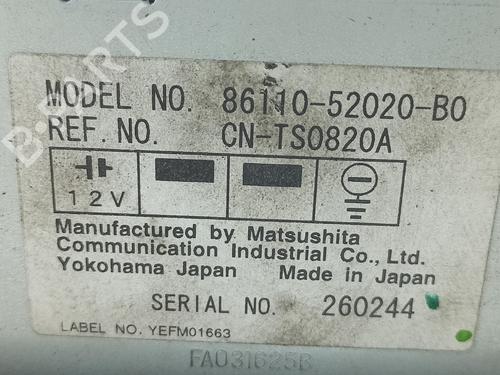 B-PARTS
MODEL NO. 86110-52020-B0
REF. NO. CN-TS0820A
12V
Manufactured by Matsushita
Communication Industrial Co., Ltd.
Yokohama Japan Made in Japan
SERIAL NO. 260244
LABEL NO. YEFM01663
FA031625B